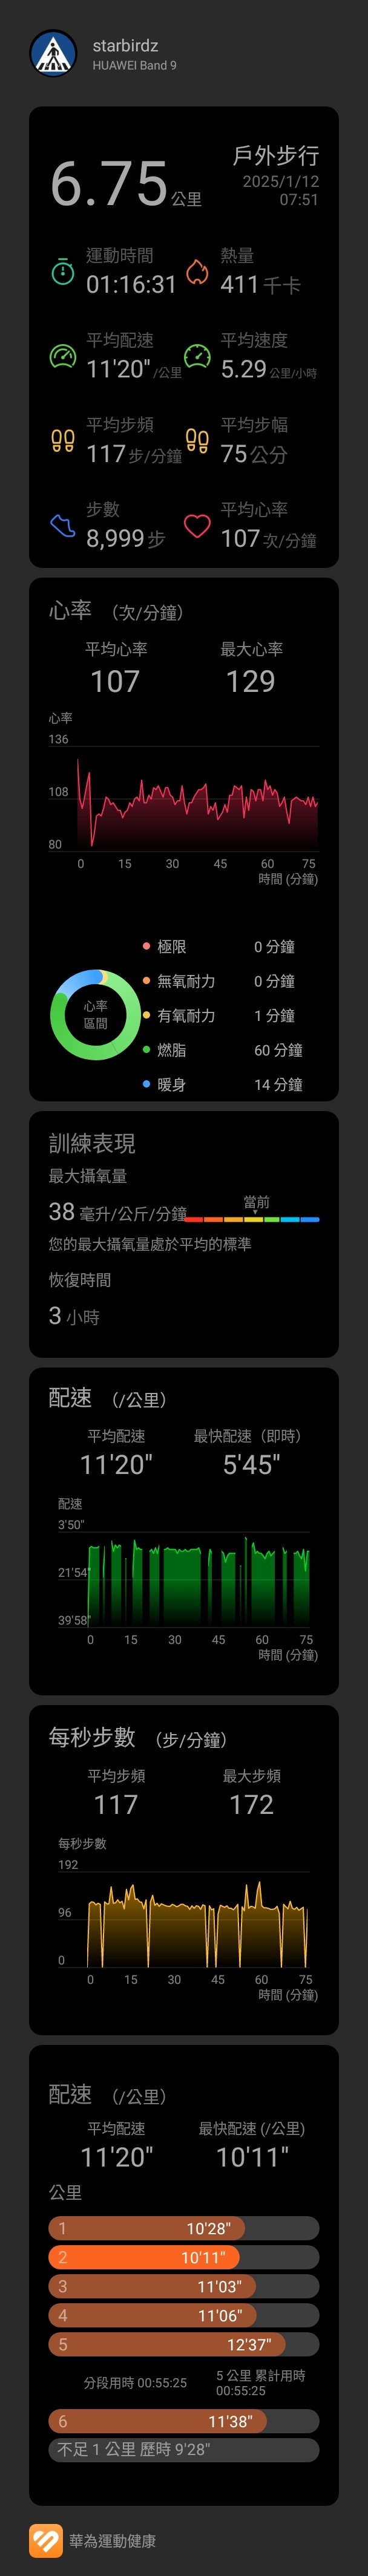 starbirdz
HUAWEI Band 9
6.75 公里
戶外步行
2025/1/12
07:51
運動時間
01:16:31
熱量
411 千卡
平均配速
11'20" /公里
平均速度
5.29 公里/小時
平均步頻
117 步/分鐘
平均步幅
75 公分
步數
8,999 步
平均心率
107 次/分鐘
心率 （次/分鐘）
平均心率
107
最大心率
129
心率
136
108
80
0 15 30 45 60 75
時間 (分鐘)
心率
區間
極限 0 分鐘
無氧耐力 0 分鐘
有氧耐力 1 分鐘
燃脂 60 分鐘
暖身 14 分鐘
訓練表現
最大攝氧量
38 毫升/公斤/分鐘
當前
您的最大攝氧量處於平均的標準
恢復時間
3 小時
配速 （/公里）
平均配速
11'20"
最快配速（即時）
5'45"
配速
3'50"
21'54"
39'58"
0 15 30 45 60 75
時間 (分鐘)
每秒步數 （步/分鐘）
平均步頻
117
最大步頻
172
每秒步數
192
96
0
0 15 30 45 60 75
時間 (分鐘)
配速 （/公里）
平均配速
11'20"
最快配速 (/公里)
10'11"
公里
1 10'28"
2 10'11"
3 11'03"
4 11'06"
5 12'37"
分段用時 00:55:25
5 公里 累計用時
00:55:25
6 11'38"
不足 1 公里 歷時 9'28"
華為運動健康